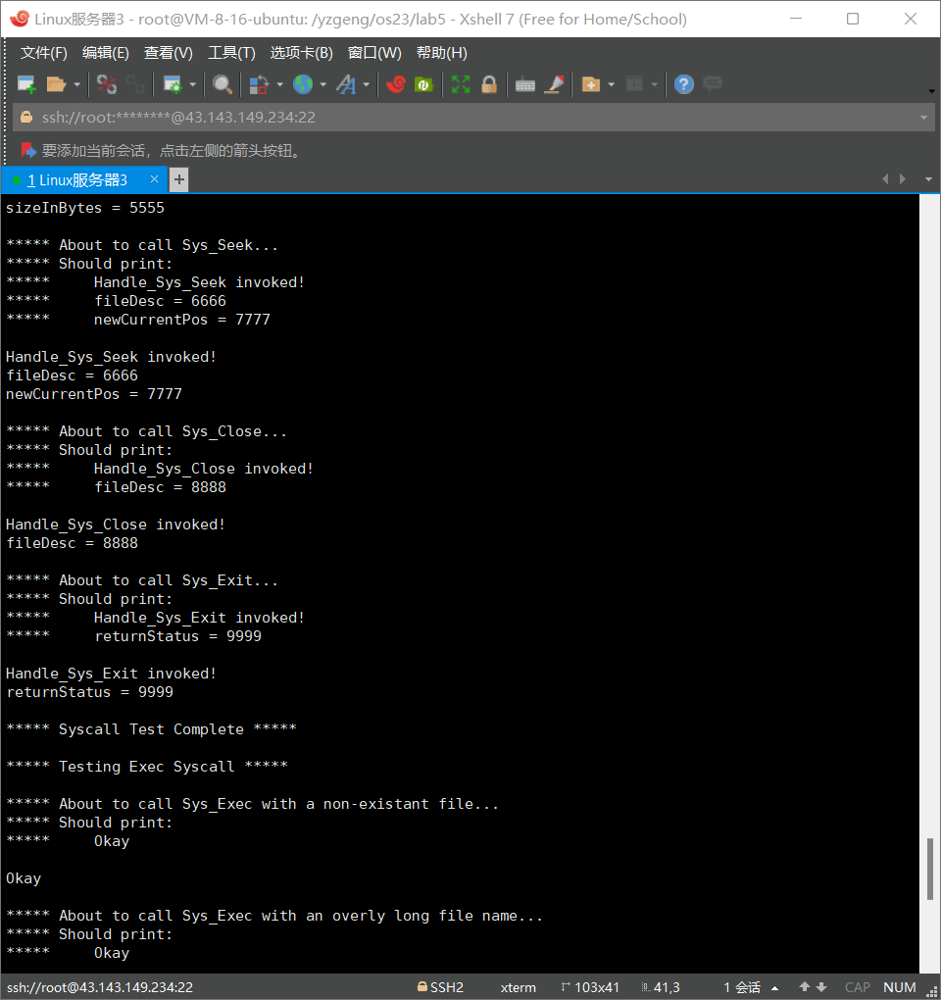 Linux服务器3 - root@VM-8-16-ubuntu: /yzgeng/os23/lab5 - Xshell 7 (Free for Home/School)
文件(F) 编辑(E) 查看(V) 工具(T) 选项卡(B) 窗口(W) 帮助(H)
ssh://root:********@43.143.149.234:22
要添加当前会话，点击左侧的箭头按钮。
1 Linux服务器3 × +
sizeInBytes = 5555
***** About to call Sys_Seek...
***** Should print:
*****     Handle_Sys_Seek invoked!
*****     fileDesc = 6666
*****     newCurrentPos = 7777
Handle_Sys_Seek invoked!
fileDesc = 6666
newCurrentPos = 7777
***** About to call Sys_Close...
***** Should print:
*****     Handle_Sys_Close invoked!
*****     fileDesc = 8888
Handle_Sys_Close invoked!
fileDesc = 8888
***** About to call Sys_Exit...
***** Should print:
*****     Handle_Sys_Exit invoked!
*****     returnStatus = 9999
Handle_Sys_Exit invoked!
returnStatus = 9999
***** Syscall Test Complete *****
***** Testing Exec Syscall *****
***** About to call Sys_Exec with a non-existant file...
***** Should print:
*****     Okay
Okay
***** About to call Sys_Exec with an overly long file name...
***** Should print:
*****     Okay
ssh://root@43.143.149.234:22 SSH2 xterm 103x41 41,3 1 会话 CAP NUM